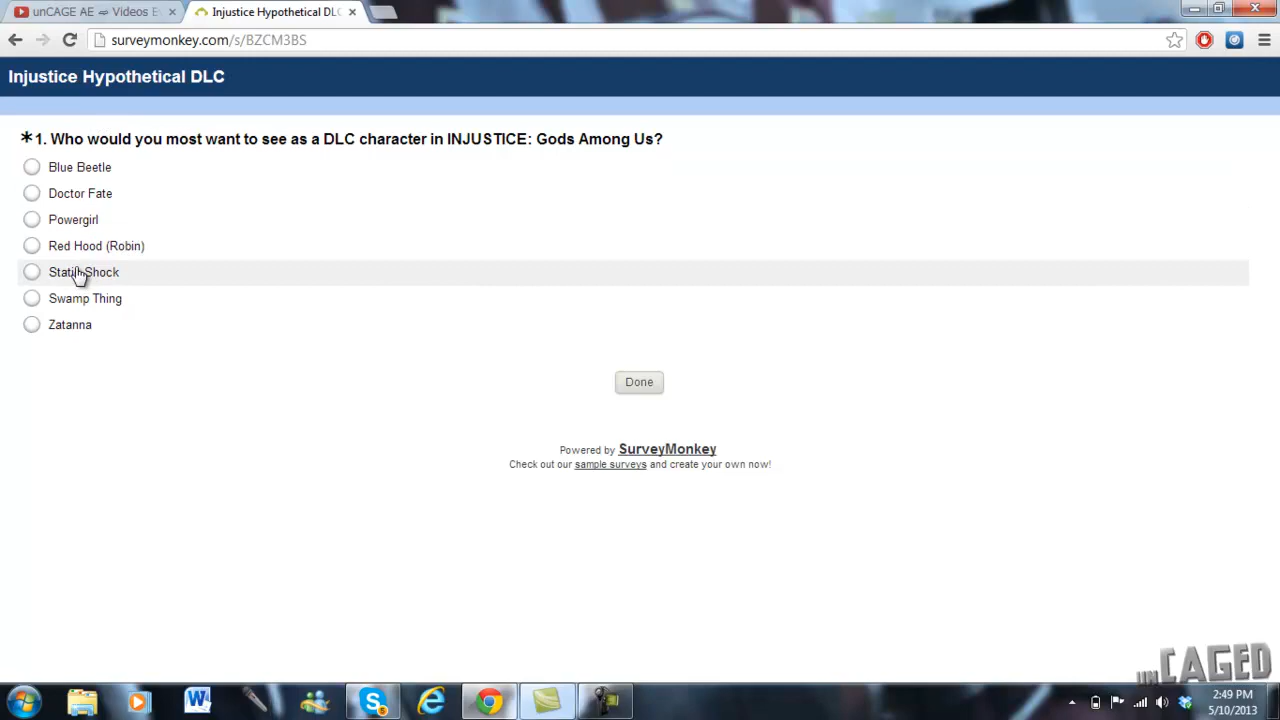 unCAGE AE ⇒ Videos E
Injustice Hypothetical DLC
surveymonkey.com/s/BZCM3BS
Injustice Hypothetical DLC
*1. Who would you most want to see as a DLC character in INJUSTICE: Gods Among Us?
Blue Beetle
Doctor Fate
Powergirl
Red Hood (Robin)
Static Shock
Swamp Thing
Zatanna
Done
Powered by SurveyMonkey
Check out our sample surveys and create your own now!
unCAGED
2:49 PM
5/10/2013